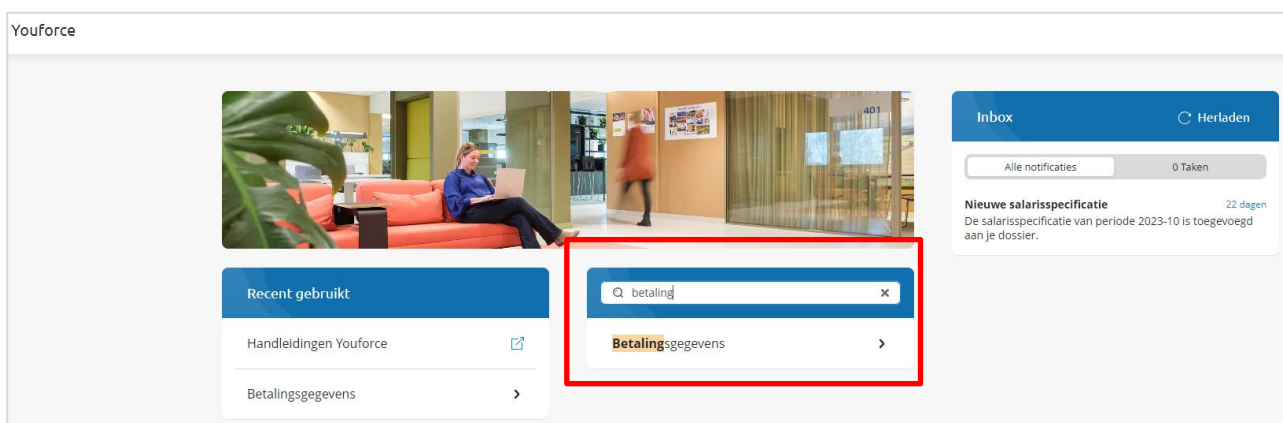 Youforce
401
Inbox
Herladen
Alle notificaties
0 Taken
Nieuwe salarisspecificatie
22 dagen
De salarisspecificatie van periode 2023-10 is toegevoegd
aan je dossier.
Recent gebruikt
Handleidingen Youforce
Betalingsgegevens
betaling
Betalingsgegevens